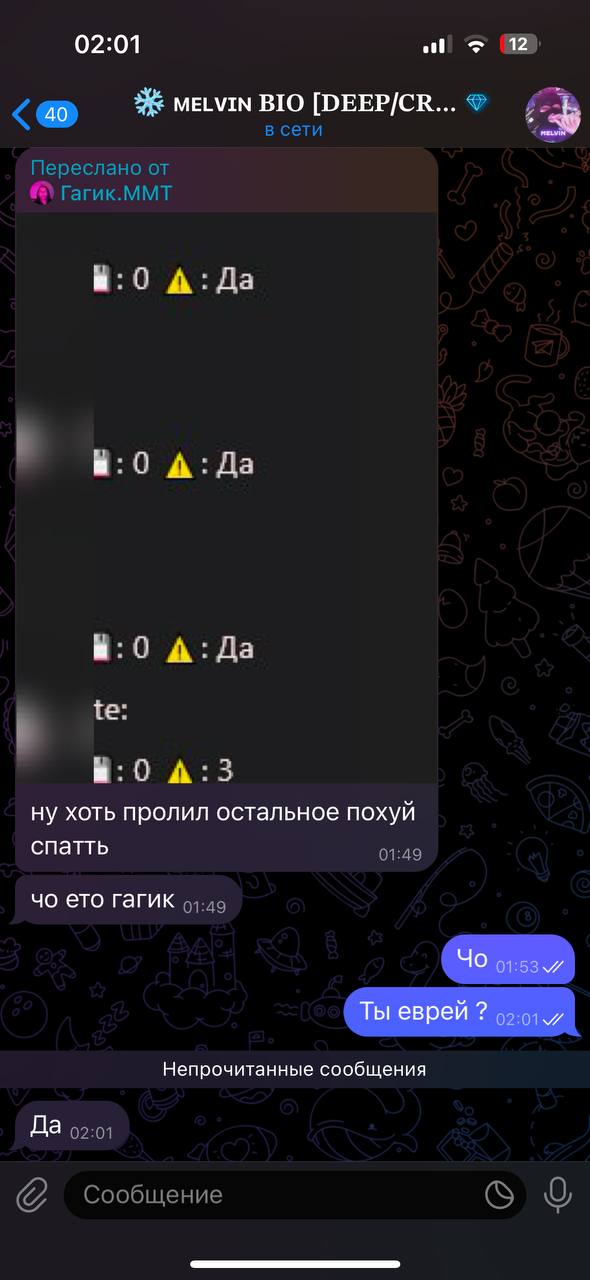 02:01
12
40
❄️ ᴍᴇʟᴠɪɴ BIO [DEEP/CR... 💎
в сети
MELVIN
Переслано от
Гагик.ММТ
💾: 0 ⚠️: Да
💾: 0 ⚠️: Да
💾: 0 ⚠️: Да
te:
💾: 0 ⚠️: 3
ну хоть пролил остальное похуй
спатть
01:49
чо ето гагик 01:49
Чо 01:53
Ты еврей ? 02:01
Непрочитанные сообщения
Да 02:01
Сообщение